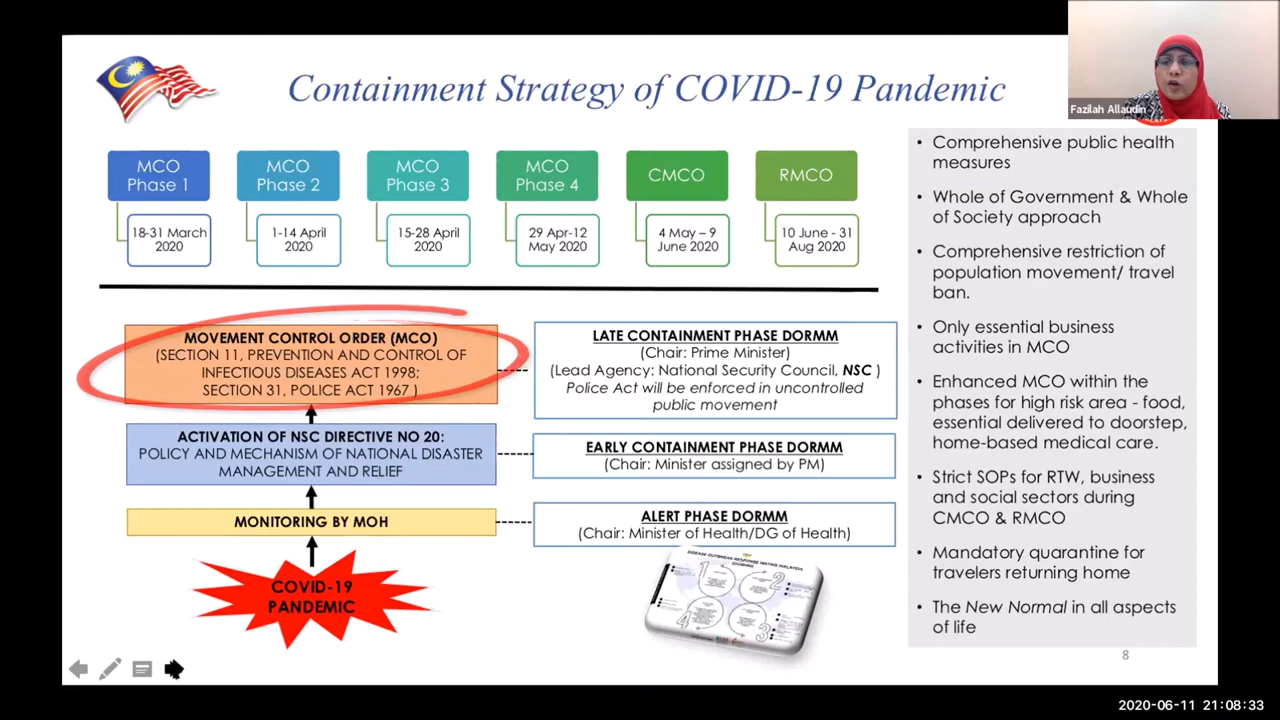 Containment Strategy of COVID-19 Pandemic
Fazilah Allaudin
MCO
Phase 1
MCO
Phase 2
MCO
Phase 3
MCO
Phase 4
CMCO
RMCO
18-31 March
2020
1-14 April
2020
15-28 April
2020
29 Apr-12
May 2020
4 May – 9
June 2020
10 June - 31
Aug 2020
MOVEMENT CONTROL ORDER (MCO)
(SECTION 11, PREVENTION AND CONTROL OF
INFECTIOUS DISEASES ACT 1998;
SECTION 31, POLICE ACT 1967 )
LATE CONTAINMENT PHASE DORMM
(Chair: Prime Minister)
(Lead Agency: National Security Council, NSC )
Police Act will be enforced in uncontrolled
public movement
ACTIVATION OF NSC DIRECTIVE NO 20:
POLICY AND MECHANISM OF NATIONAL DISASTER
MANAGEMENT AND RELIEF
EARLY CONTAINMENT PHASE DORMM
(Chair: Minister assigned by PM)
MONITORING BY MOH
ALERT PHASE DORMM
(Chair: Minister of Health/DG of Health)
COVID-19
PANDEMIC
DISEASE OUTBREAK RESPONSE MATRIX MALAYSIA
(DORMM)
1
2
4
3
• Comprehensive public health
measures
• Whole of Government & Whole
of Society approach
• Comprehensive restriction of
population movement/ travel
ban.
• Only essential business
activities in MCO
• Enhanced MCO within the
phases for high risk area - food,
essential delivered to doorstep,
home-based medical care.
• Strict SOPs for RTW, business
and social sectors during
CMCO & RMCO
• Mandatory quarantine for
travelers returning home
• The New Normal in all aspects
of life
8
2020-06-11 21:08:33